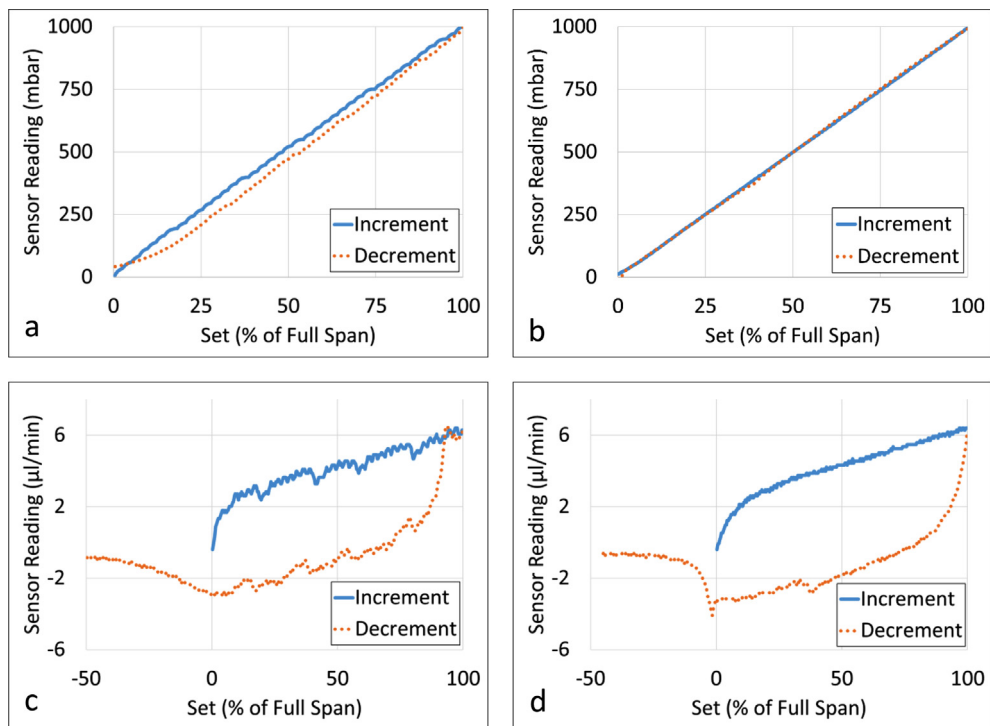 1000
750
500
250
0
Sensor Reading (mbar)
Increment
Decrement
0 25 50 75 100
a
Set (% of Full Span)
1000
750
500
250
0
Sensor Reading (mbar)
Increment
Decrement
0 25 50 75 100
b
Set (% of Full Span)
6
2
-2
-6
Sensor Reading (µl/min)
Increment
Decrement
-50 0 50 100
c
Set (% of Full Span)
6
2
-2
-6
Sensor Reading (µl/min)
Increment
Decrement
-50 0 50 100
d
Set (% of Full Span)